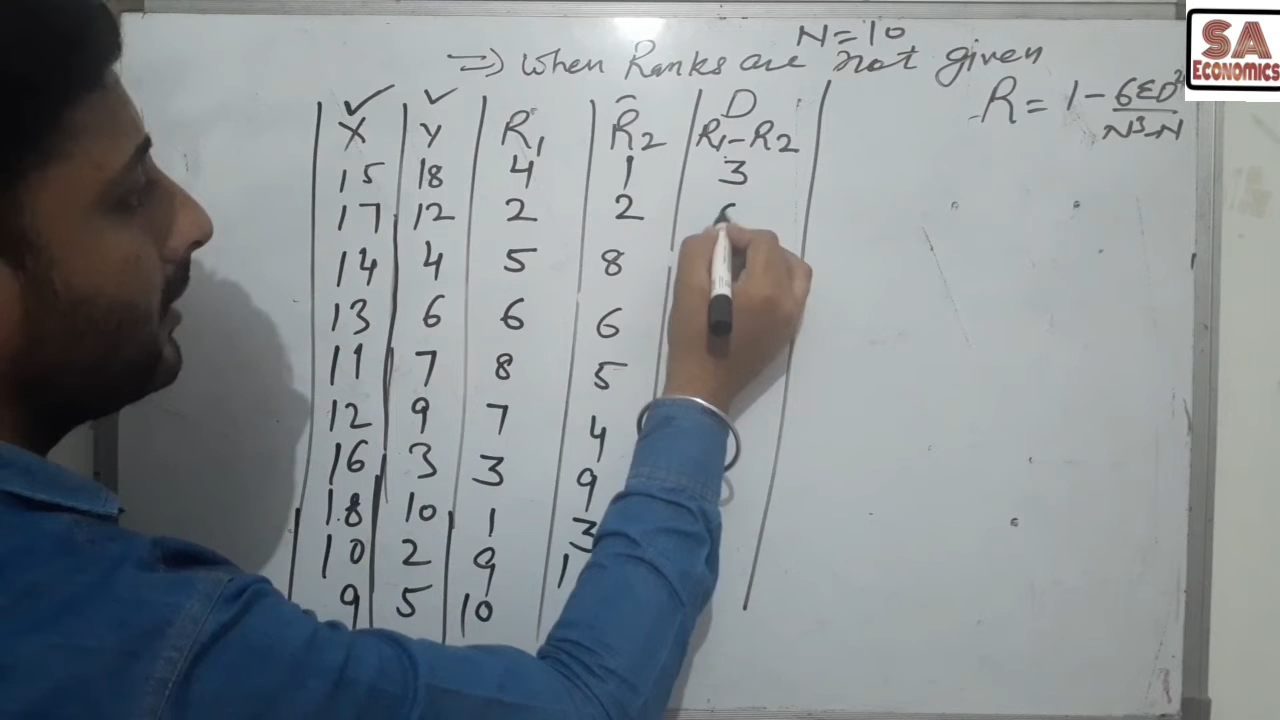 SA
ECONOMICS
N=10
=> When Ranks are not given
R = 1 - 6ΣD²
N³-N
✓ ✓ D
X Y R₁ R₂ R₁-R₂
15 18 4 1 3
17 12 2 2
14 4 5 8
13 6 6 6
11 7 8 5
12 9 7 4
16 3 3 9
18 10 1 3
10 2 9 1
9 5 10